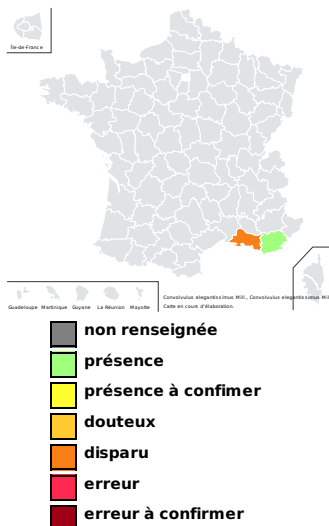 Île-de-France
Guadeloupe Martinique Guyane La Réunion Mayotte
Convolvulus elegantissimus Mill., Convolvulus elegantissimus Mill
Carte en cours d'élaboration.
non renseignée
présence
présence à confimer
douteux
disparu
erreur
erreur à confirmer